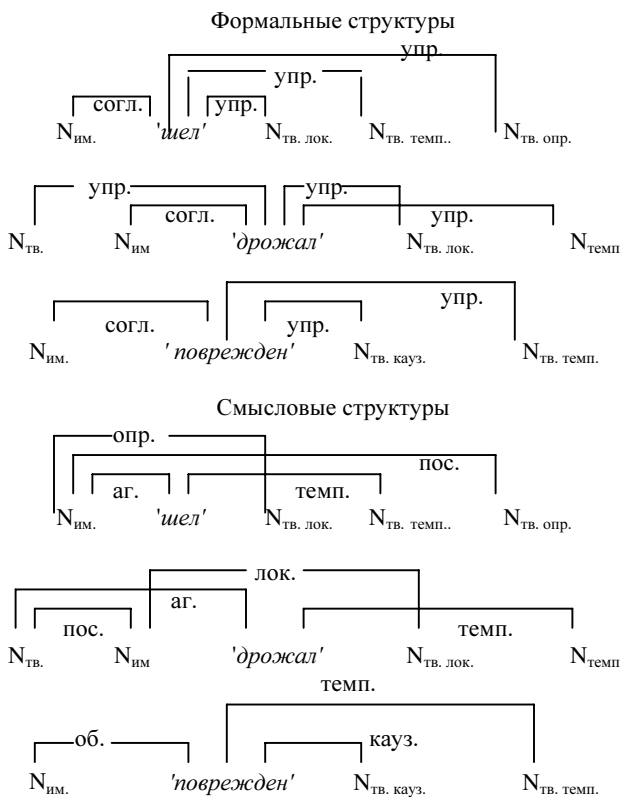 Формальные структуры
упр.
упр.
согл. упр.
Nим. 'шел' Nтв. лок. Nтв. темп.. Nтв. опр.
упр. упр.
согл. упр.
Nтв. Nим 'дрожал' Nтв. лок. Nтемп
упр.
согл. упр.
Nим. ' поврежден' Nтв. кауз. Nтв. темп.
Смысловые структуры
опр.
пос.
аг. темп.
Nим. 'шел' Nтв. лок. Nтв. темп.. Nтв. опр.
лок.
аг.
пос. темп.
Nтв. Nим 'дрожал' Nтв. лок. Nтемп
темп.
об. кауз.
Nим. 'поврежден' Nтв. кауз. Nтв. темп.